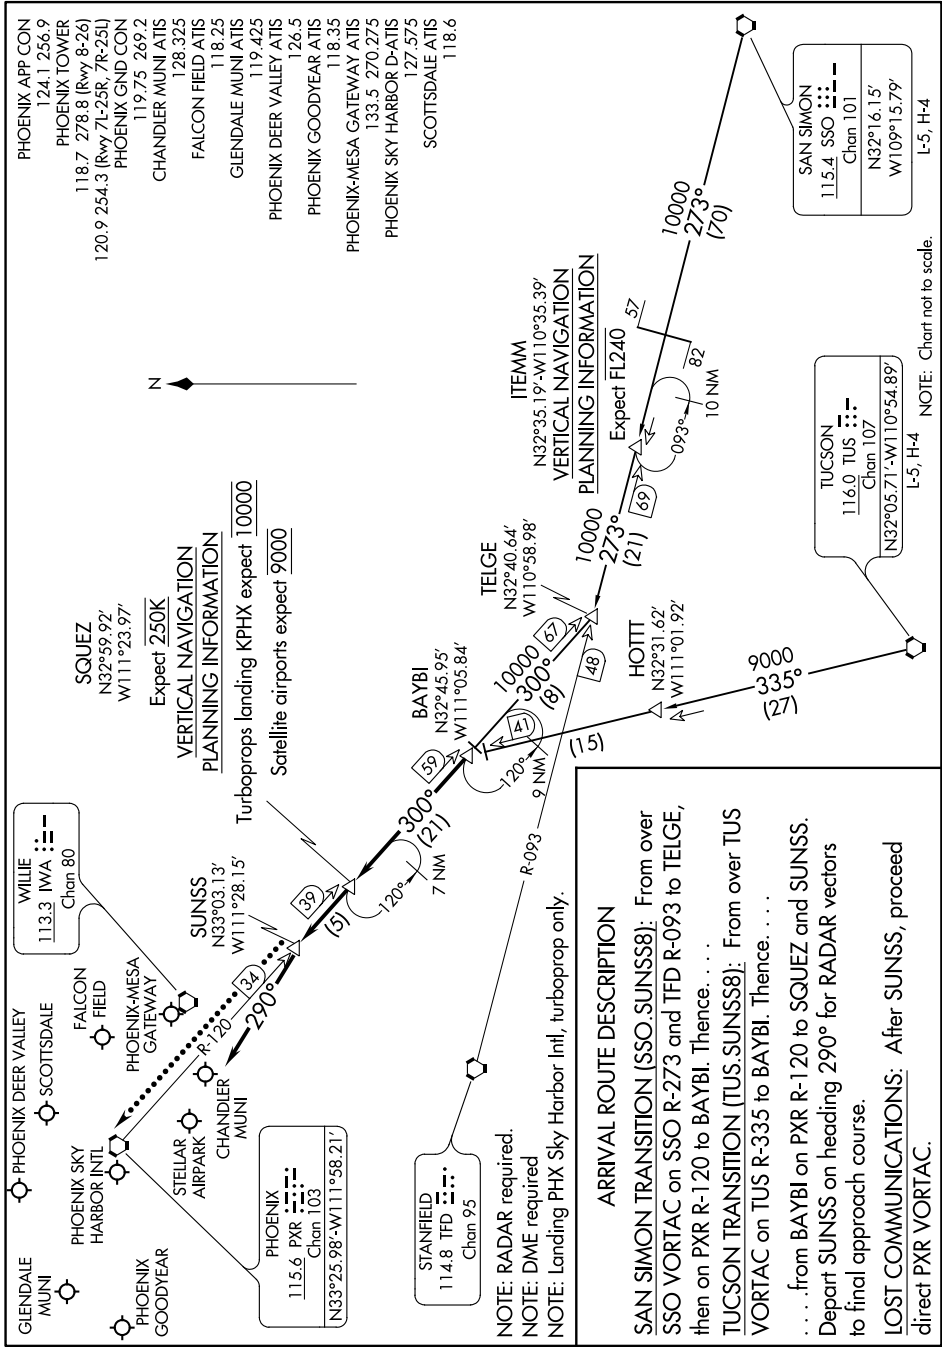 PHOENIX APP CON
124.1 256.9
PHOENIX TOWER
118.7 278.8 (Rwy 8-26)
120.9 254.3 (Rwy 7L-25R, 7R-25L)
PHOENIX GND CON
119.75 269.2
CHANDLER MUNI ATIS
128.325
FALCON FIELD ATIS
118.25
GLENDALE MUNI ATIS
119.425
PHOENIX DEER VALLEY ATIS
126.5
PHOENIX GOODYEAR ATIS
118.35
PHOENIX-MESA GATEWAY ATIS
133.5 270.275
PHOENIX SKY HARBOR D-ATIS
127.575
SCOTTSDALE ATIS
118.6
GLENDALE
MUNI
PHOENIX DEER VALLEY
SCOTTSDALE
FALCON
FIELD
PHOENIX-MESA
GATEWAY
PHOENIX SKY
HARBOR INTL
PHOENIX
GOODYEAR
STELLAR
AIRPARK
CHANDLER
MUNI
WILLIE
113.3 IWA
Chan 80
PHOENIX
115.6 PXR
Chan 103
N33°25.98'-W111°58.21'
R-120
34
290°
SUNSS
N33°03.13'
W111°28.15'
39
(5)
SQUEZ
N32°59.92'
W111°23.97'
Expect 250K
VERTICAL NAVIGATION
PLANNING INFORMATION
Turboprops landing KPHX expect 10000
Satellite airports expect 9000
N
120°
7 NM
300°
(21)
59
BAYBI
N32°45.95'
W111°05.84'
120°
9 NM
41
10000
300°
(8)
67
TELGE
N32°40.64'
W110°58.98'
48
R-093
STANFIELD
114.8 TFD
Chan 95
10000
273°
(21)
69
ITEMM
N32°35.19'-W110°35.39'
VERTICAL NAVIGATION
PLANNING INFORMATION
Expect FL240
093°
10 NM
57
82
10000
273°
(70)
SAN SIMON
115.4 SSO
Chan 101
N32°16.15'
W109°15.79'
L-5, H-4
(15)
HOTTT
N32°31.62'
W111°01.92'
9000
335°
(27)
TUCSON
116.0 TUS
Chan 107
N32°05.71'-W110°54.89'
L-5, H-4
NOTE: Chart not to scale.
NOTE: RADAR required.
NOTE: DME required
NOTE: Landing PHX Sky Harbor Intl, turboprop only.
ARRIVAL ROUTE DESCRIPTION
SAN SIMON TRANSITION (SSO.SUNSS8): From over
SSO VORTAC on SSO R-273 and TFD R-093 to TELGE,
then on PXR R-120 to BAYBI. Thence. . . .
TUCSON TRANSITION (TUS.SUNSS8): From over TUS
VORTAC on TUS R-335 to BAYBI. Thence. . . .
. . . .from BAYBI on PXR R-120 to SQUEZ and SUNSS.
Depart SUNSS on heading 290° for RADAR vectors
to final approach course.
LOST COMMUNICATIONS: After SUNSS, proceed
direct PXR VORTAC.